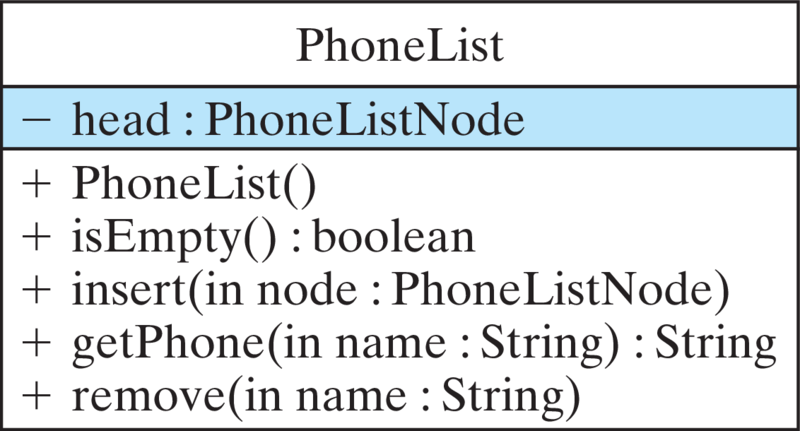 PhoneList
− head : PhoneListNode
+ PhoneList()
+ isEmpty() : boolean
+ insert(in node : PhoneListNode)
+ getPhone(in name : String) : String
+ remove(in name : String)